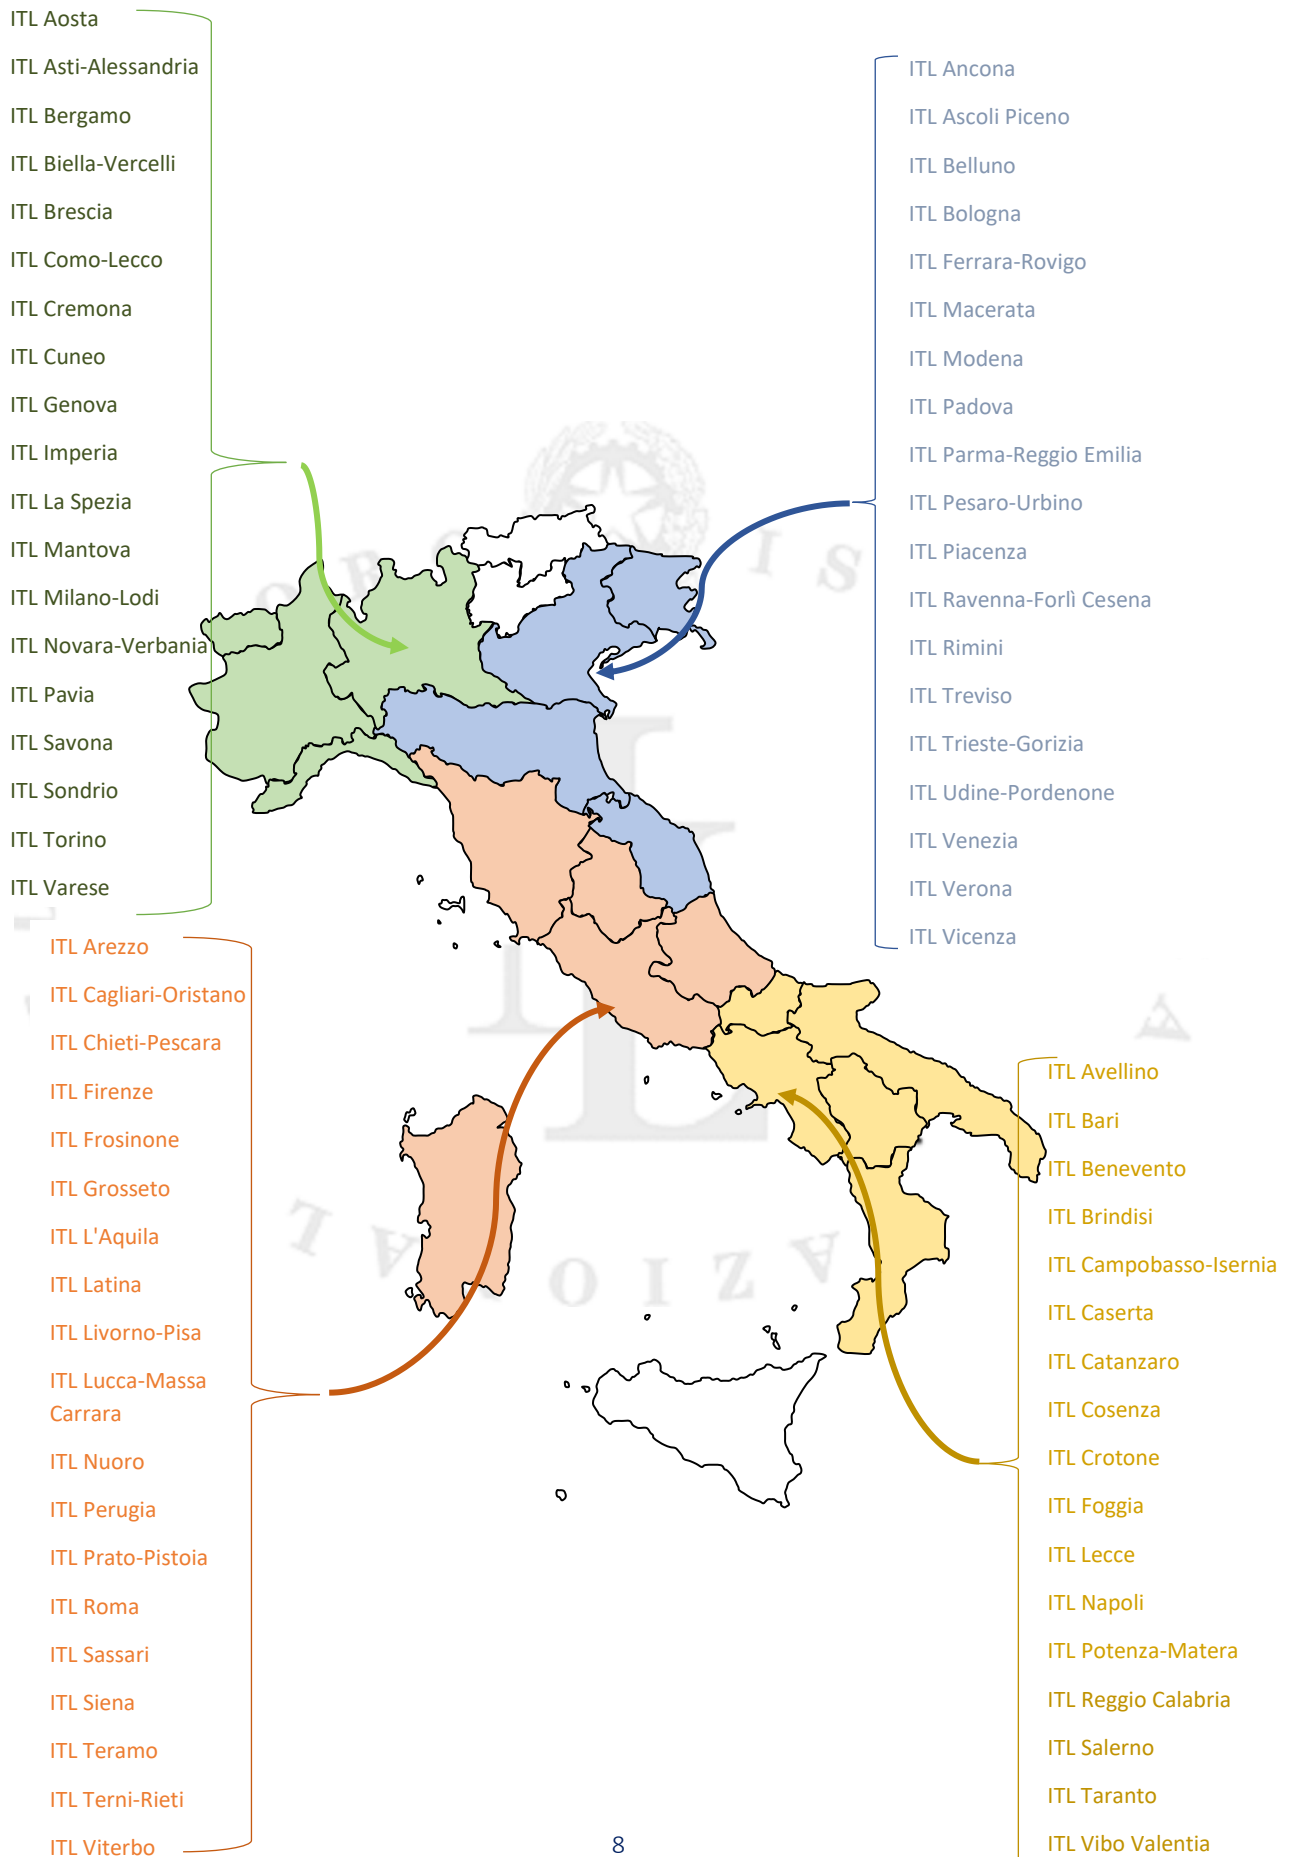 ITL Aosta
ITL Asti-Alessandria
ITL Bergamo
ITL Biella-Vercelli
ITL Brescia
ITL Como-Lecco
ITL Cremona
ITL Cuneo
ITL Genova
ITL Imperia
ITL La Spezia
ITL Mantova
ITL Milano-Lodi
ITL Novara-Verbania
ITL Pavia
ITL Savona
ITL Sondrio
ITL Torino
ITL Varese
ITL Ancona
ITL Ascoli Piceno
ITL Belluno
ITL Bologna
ITL Ferrara-Rovigo
ITL Macerata
ITL Modena
ITL Padova
ITL Parma-Reggio Emilia
ITL Pesaro-Urbino
ITL Piacenza
ITL Ravenna-Forlì Cesena
ITL Rimini
ITL Treviso
ITL Trieste-Gorizia
ITL Udine-Pordenone
ITL Venezia
ITL Verona
ITL Vicenza
ITL Arezzo
ITL Cagliari-Oristano
ITL Chieti-Pescara
ITL Firenze
ITL Frosinone
ITL Grosseto
ITL L'Aquila
ITL Latina
ITL Livorno-Pisa
ITL Lucca-Massa
Carrara
ITL Nuoro
ITL Perugia
ITL Prato-Pistoia
ITL Roma
ITL Sassari
ITL Siena
ITL Teramo
ITL Terni-Rieti
ITL Viterbo
ITL Avellino
ITL Bari
ITL Benevento
ITL Brindisi
ITL Campobasso-Isernia
ITL Caserta
ITL Catanzaro
ITL Cosenza
ITL Crotone
ITL Foggia
ITL Lecce
ITL Napoli
ITL Potenza-Matera
ITL Reggio Calabria
ITL Salerno
ITL Taranto
ITL Vibo Valentia
8